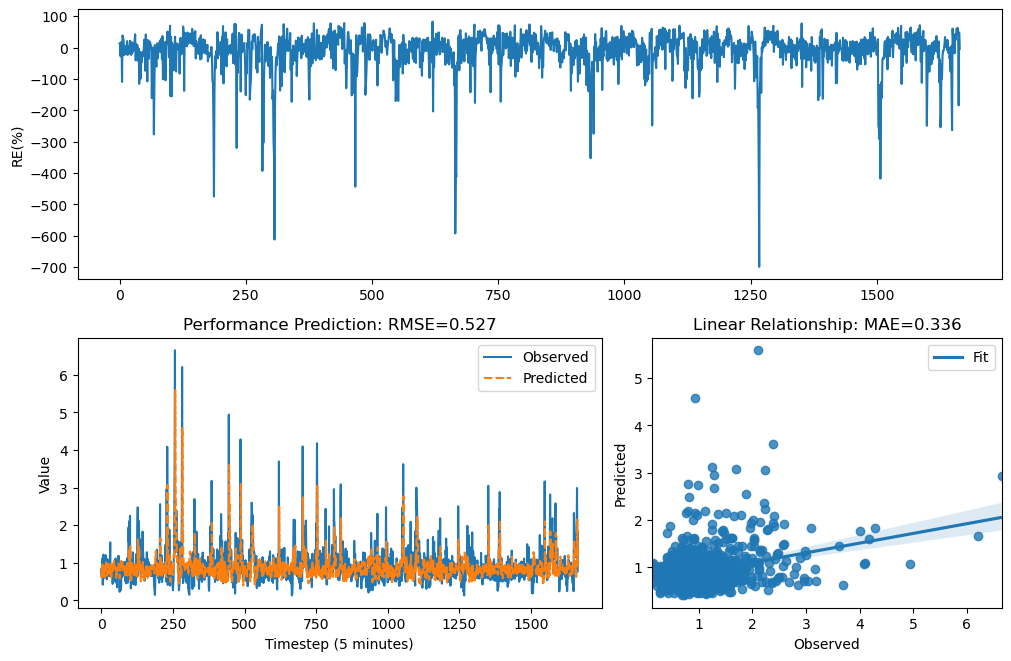 RE(%)
100
0
−100
−200
−300
−400
−500
−600
−700
0 250 500 750 1000 1250 1500
Performance Prediction: RMSE=0.527
Observed
Predicted
Value
6
5
4
3
2
1
0
0 250 500 750 1000 1250 1500
Timestep (5 minutes)
Linear Relationship: MAE=0.336
Fit
Predicted
5
4
3
2
1
1 2 3 4 5 6
Observed